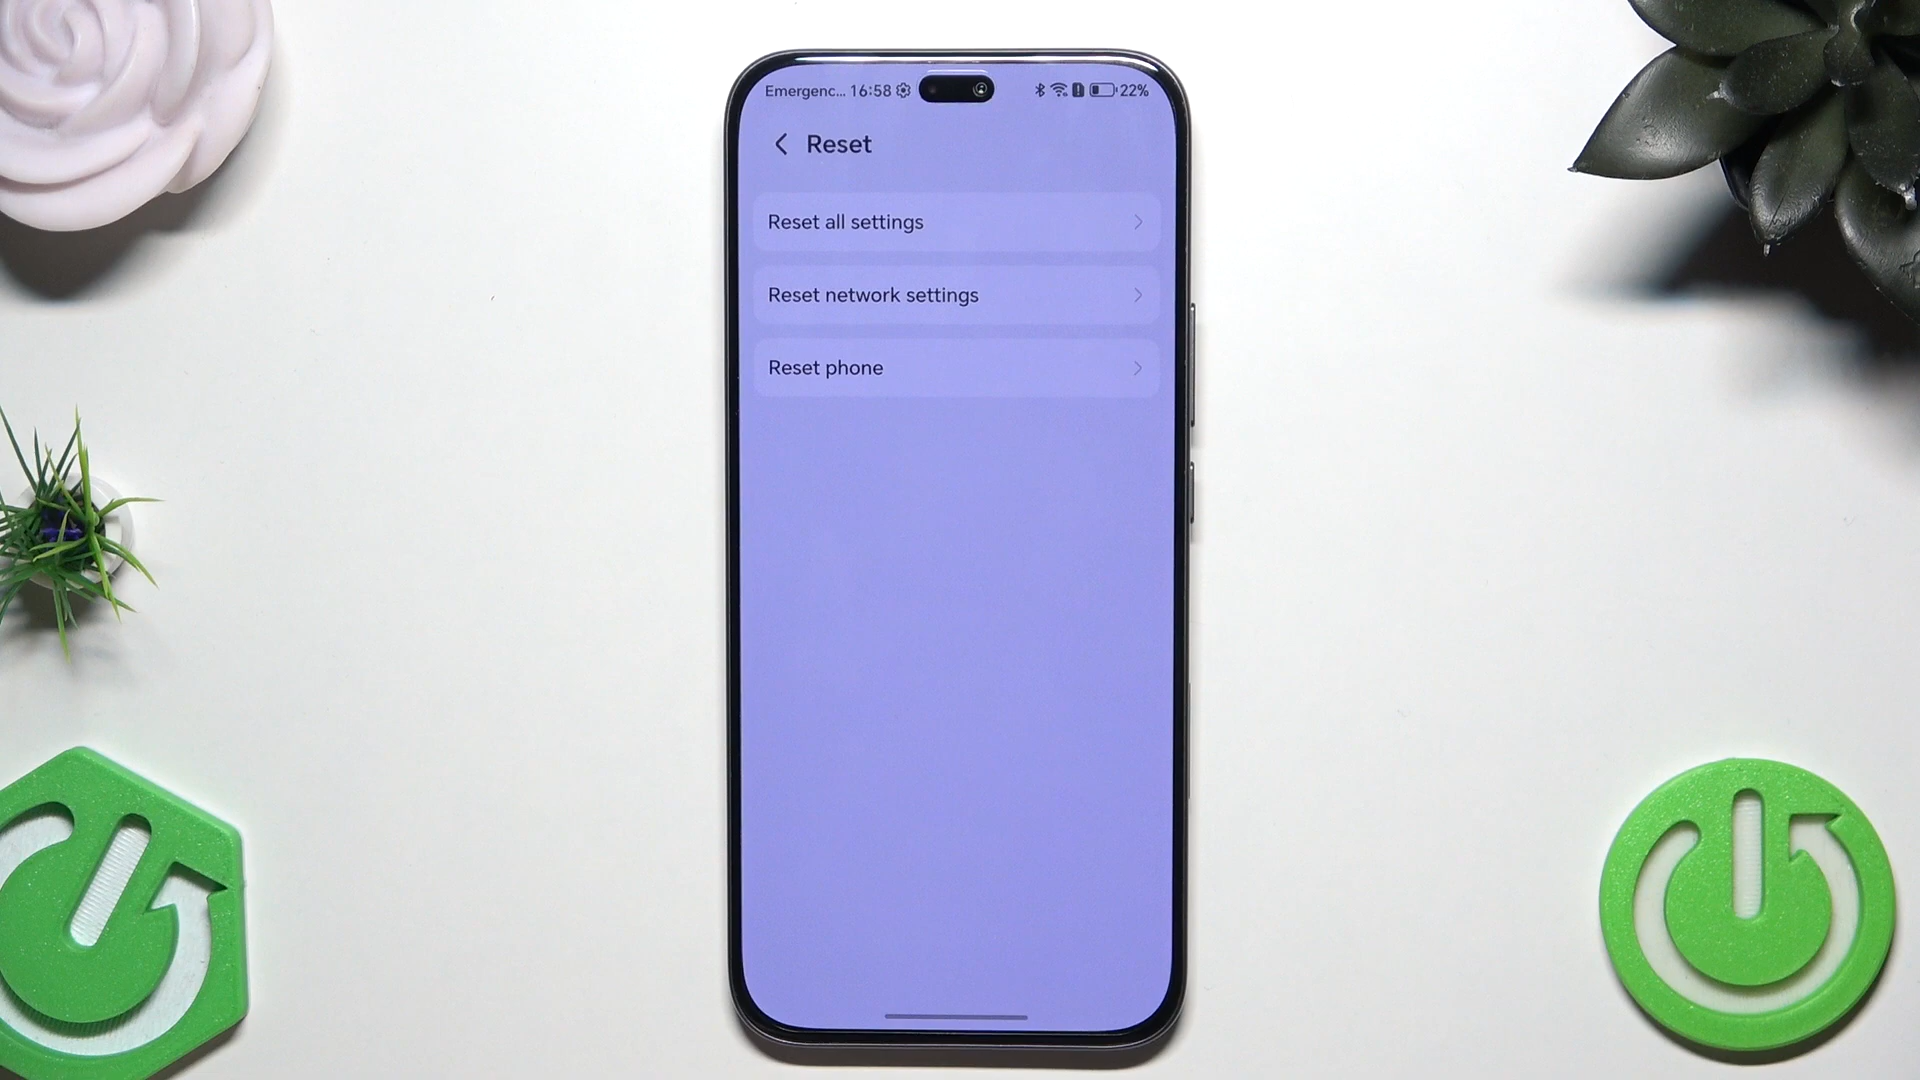 Emergenc... 16:58 22%
Reset
Reset all settings
Reset network settings
Reset phone